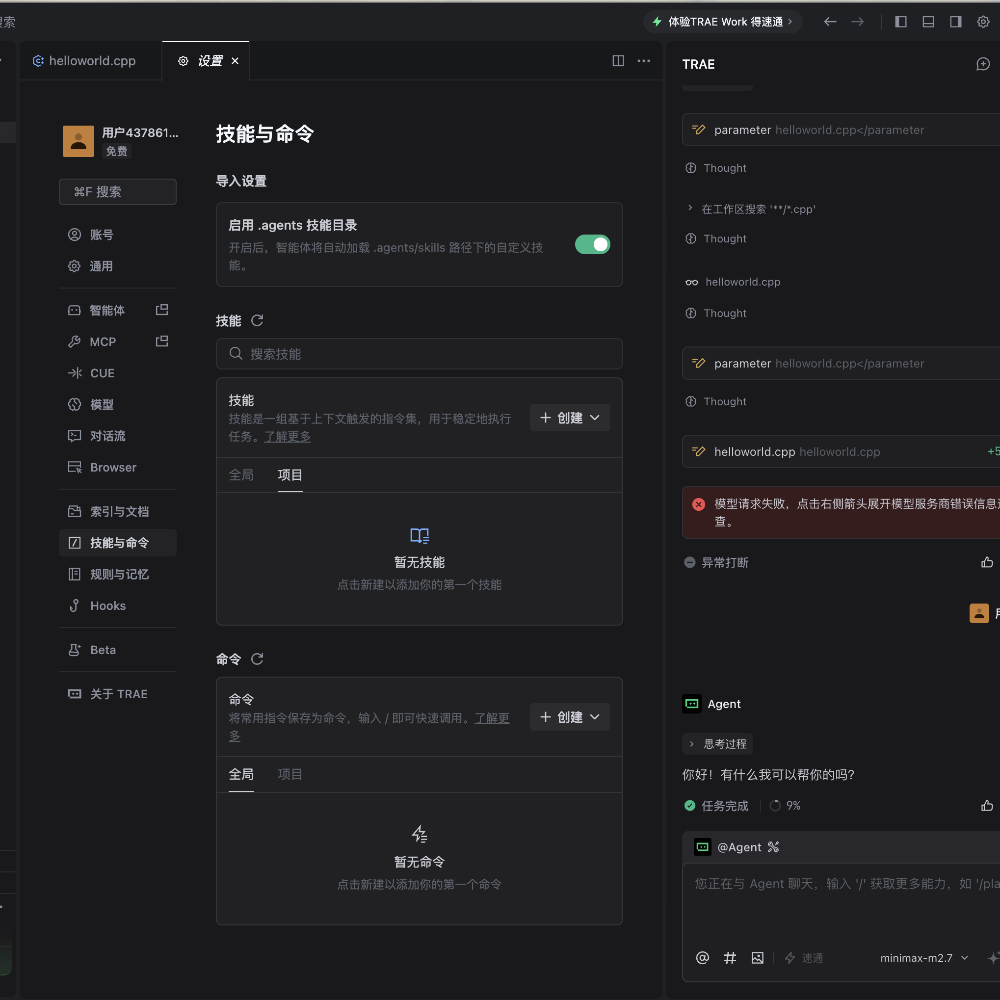 搜索
体验TRAE Work 得速通
helloworld.cpp
设置
用户437861...
免费
⌘F 搜索
账号
通用
智能体
MCP
CUE
模型
对话流
Browser
索引与文档
技能与命令
规则与记忆
Hooks
Beta
关于 TRAE
技能与命令
导入设置
启用 .agents 技能目录
开启后，智能体将自动加载 .agents/skills 路径下的自定义技
能。
技能
搜索技能
技能
技能是一组基于上下文触发的指令集，用于稳定地执行
任务。了解更多
创建
全局 项目
暂无技能
点击新建以添加你的第一个技能
命令
命令
将常用指令保存为命令，输入 / 即可快速调用。了解更
多
创建
全局 项目
暂无命令
点击新建以添加你的第一个命令
TRAE
parameter helloworld.cpp</parameter
Thought
在工作区搜索 '**/*.cpp'
Thought
helloworld.cpp
Thought
parameter helloworld.cpp</parameter
Thought
helloworld.cpp helloworld.cpp +5
模型请求失败，点击右侧箭头展开模型服务商错误信息
查。
异常打断
Agent
思考过程
你好！有什么我可以帮你的吗？
任务完成 9%
@Agent
您正在与 Agent 聊天，输入 '/' 获取更多能力，如 '/pla
速通
minimax-m2.7